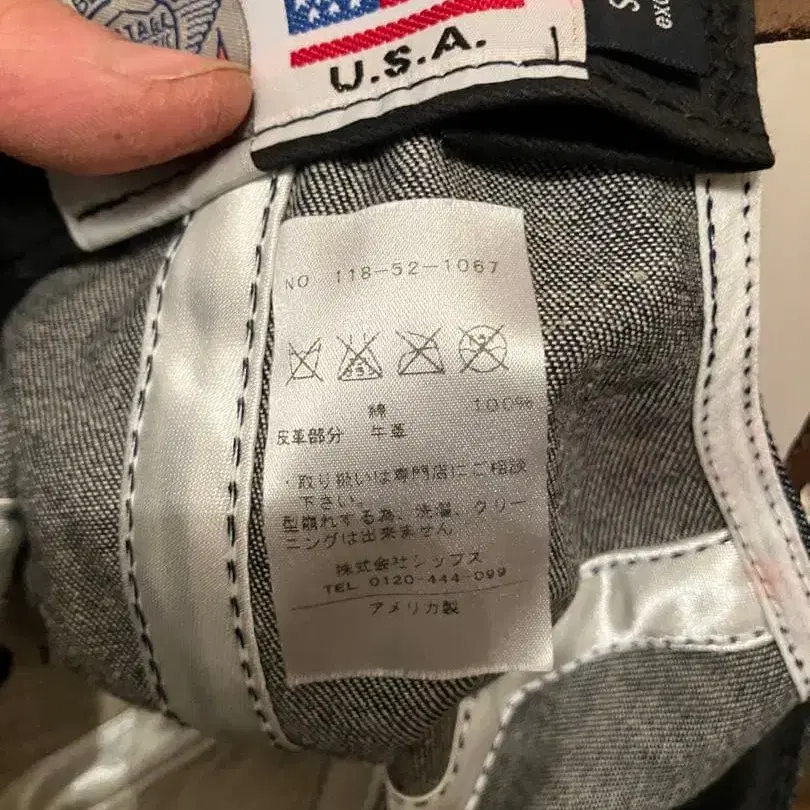 U.S.A.
S
exc
NO 118-52-1067
綿 100%
皮革部分 牛革
・取り扱いは専門店にご相談
下さい。
型崩れする為、洗濯、クリー
ニングは出来ません
株式会社シップス
TEL 0120-444-099
アメリカ製